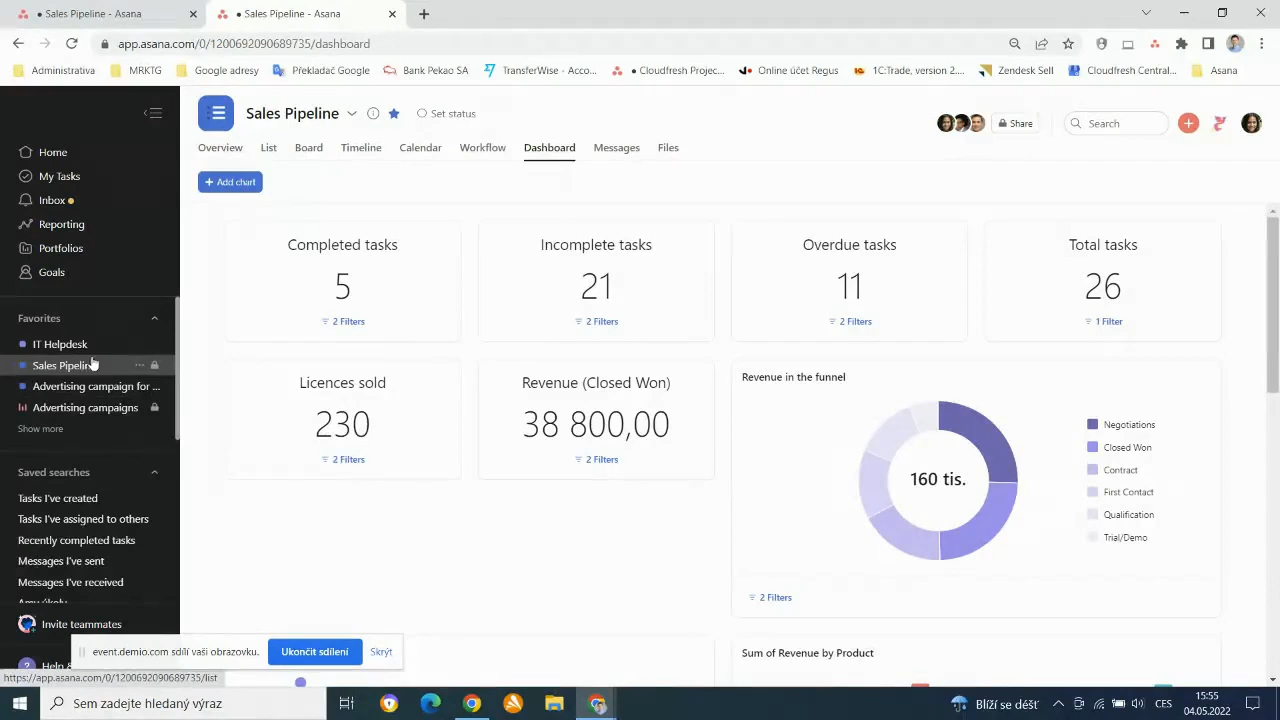 Sales Pipeline - Asana
Sales Pipeline - Asana
app.asana.com/0/1200692090689735/dashboard
Administrativa
MRKTG
Google adresy
Překladač Google
Bank Pekao SA
TransferWise - Acco...
Cloudfresh Projec...
Online účet Regus
1C:Trade, version 2....
Zendesk Sell
Cloudfresh Central...
Asana
Sales Pipeline
Set status
Share
Search
Overview
List
Board
Timeline
Calendar
Workflow
Dashboard
Messages
Files
+ Add chart
Home
My Tasks
Inbox
Reporting
Portfolios
Goals
Favorites
IT Helpdesk
Sales Pipeline
Advertising campaign for ...
Advertising campaigns
Show more
Saved searches
Tasks I've created
Tasks I've assigned to others
Recently completed tasks
Messages I've sent
Messages I've received
Invite teammates
Help &
Completed tasks
5
2 Filters
Incomplete tasks
21
2 Filters
Overdue tasks
11
2 Filters
Total tasks
26
1 Filter
Licences sold
230
2 Filters
Revenue (Closed Won)
38 800,00
2 Filters
Revenue in the funnel
160 tis.
Negotiations
Closed Won
Contract
First Contact
Qualification
Trial/Demo
2 Filters
Sum of Revenue by Product
event.demio.com sdílí vaši obrazovku.
Ukončit sdílení
Skrýt
https://app.asana.com/0/1200692090689735/list
Sem zadejte hledaný výraz
Blíží se déšť
CES
15:55
04.05.2022